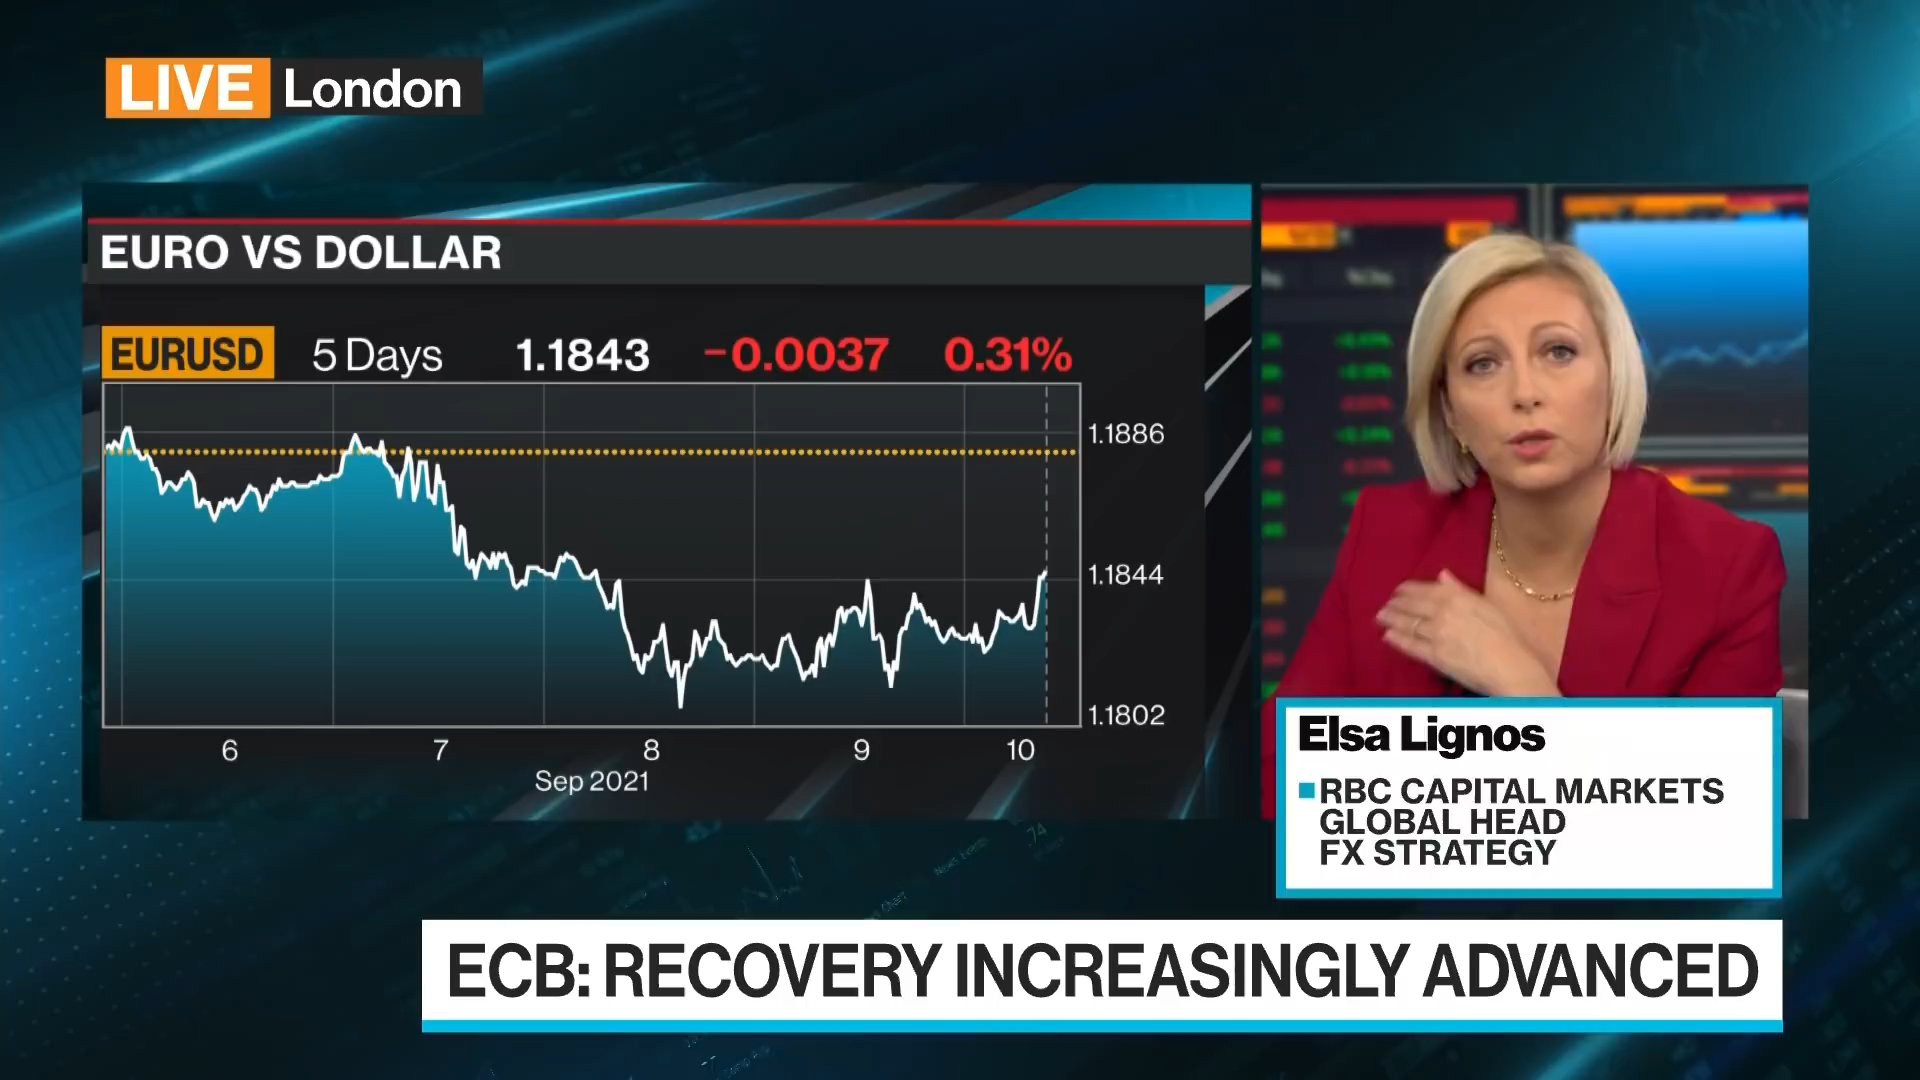 LIVE London
EURO VS DOLLAR
EURUSD 5 Days 1.1843 -0.0037 0.31%
1.1886
1.1844
1.1802
6 7 8 9 10
Sep 2021
Elsa Lignos
RBC CAPITAL MARKETS
GLOBAL HEAD
FX STRATEGY
ECB: RECOVERY INCREASINGLY ADVANCED